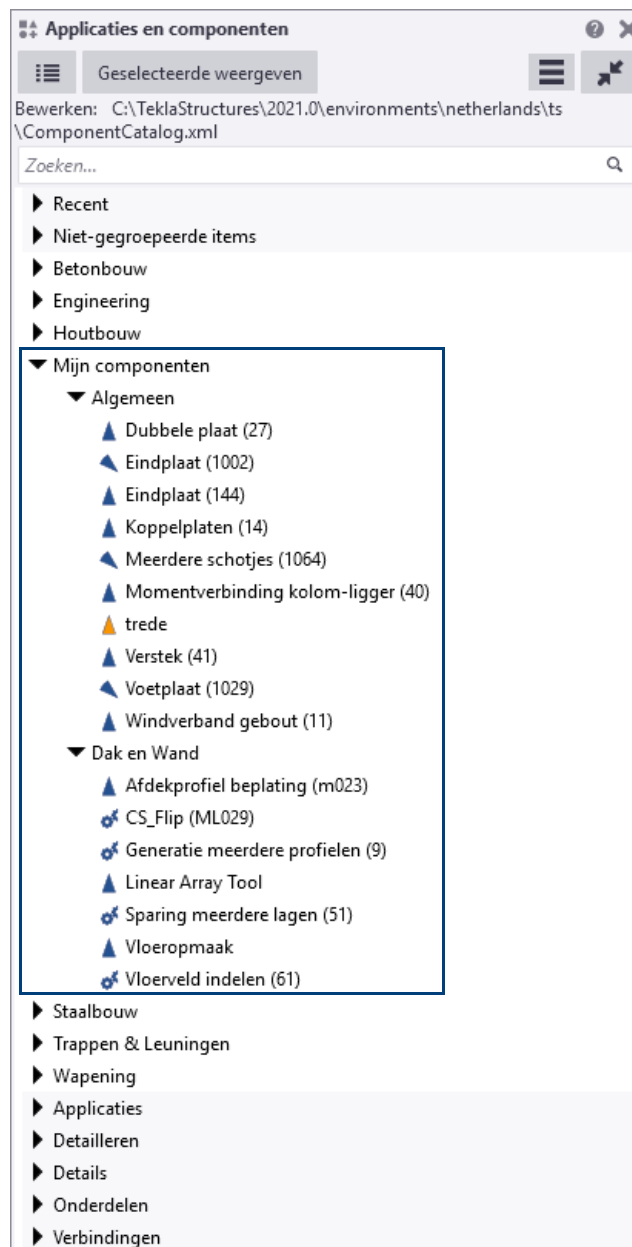 Applicaties en componenten
Geselecteerde weergeven
Bewerken: C:\TeklaStructures\2021.0\environments\netherlands\ts
\ComponentCatalog.xml
Zoeken...
Recent
Niet-gegroepeerde items
Betonbouw
Engineering
Houtbouw
Mijn componenten
Algemeen
Dubbele plaat (27)
Eindplaat (1002)
Eindplaat (144)
Koppelplaten (14)
Meerdere schotjes (1064)
Momentverbinding kolom-ligger (40)
trede
Verstek (41)
Voetplaat (1029)
Windverband gebout (11)
Dak en Wand
Afdekprofiel beplating (m023)
CS_Flip (ML029)
Generatie meerdere profielen (9)
Linear Array Tool
Sparing meerdere lagen (51)
Vloeropmaak
Vloerveld indelen (61)
Staalbouw
Trappen & Leuningen
Wapening
Applicaties
Detailleren
Details
Onderdelen
Verbindingen